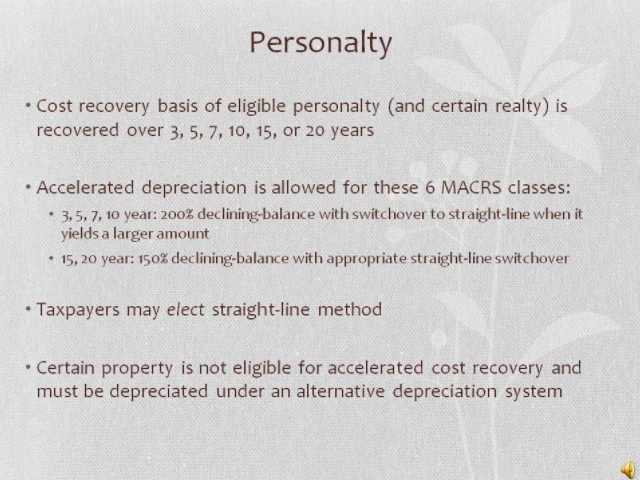 Personalty
• Cost recovery basis of eligible personalty (and certain realty) is
recovered over 3, 5, 7, 10, 15, or 20 years
• Accelerated depreciation is allowed for these 6 MACRS classes:
• 3, 5, 7, 10 year: 200% declining-balance with switchover to straight-line when it
yields a larger amount
• 15, 20 year: 150% declining-balance with appropriate straight-line switchover
• Taxpayers may elect straight-line method
• Certain property is not eligible for accelerated cost recovery and
must be depreciated under an alternative depreciation system